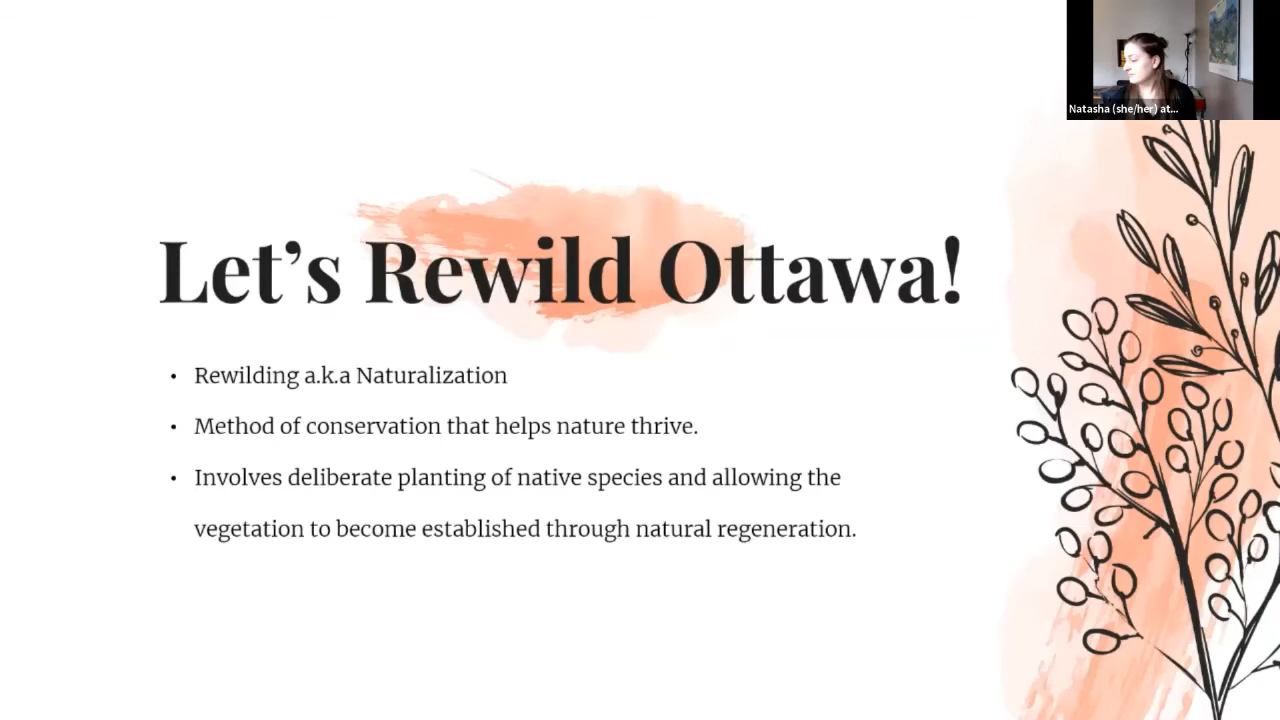 Natasha (she/her) at...
Let's Rewild Ottawa!
• Rewilding a.k.a Naturalization
• Method of conservation that helps nature thrive.
• Involves deliberate planting of native species and allowing the
vegetation to become established through natural regeneration.